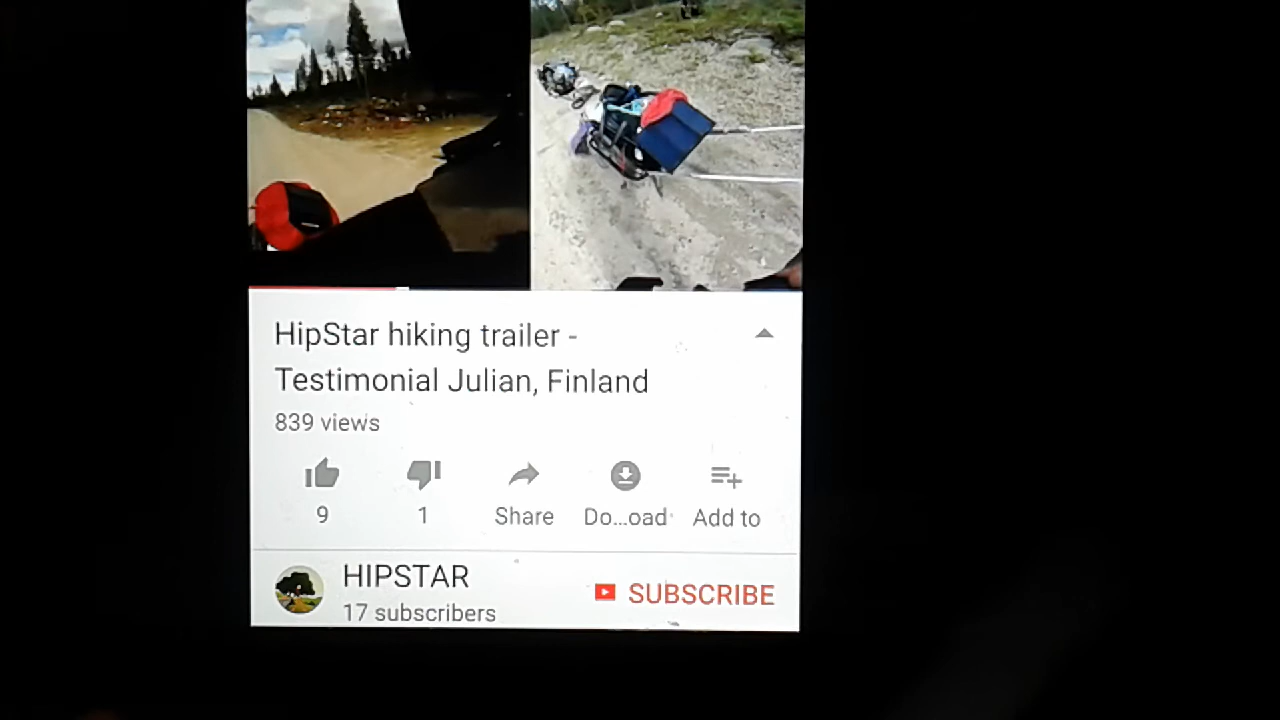 HipStar hiking trailer -
Testimonial Julian, Finland
839 views
9
1
Share
Do...oad
Add to
HIPSTAR
17 subscribers
SUBSCRIBE